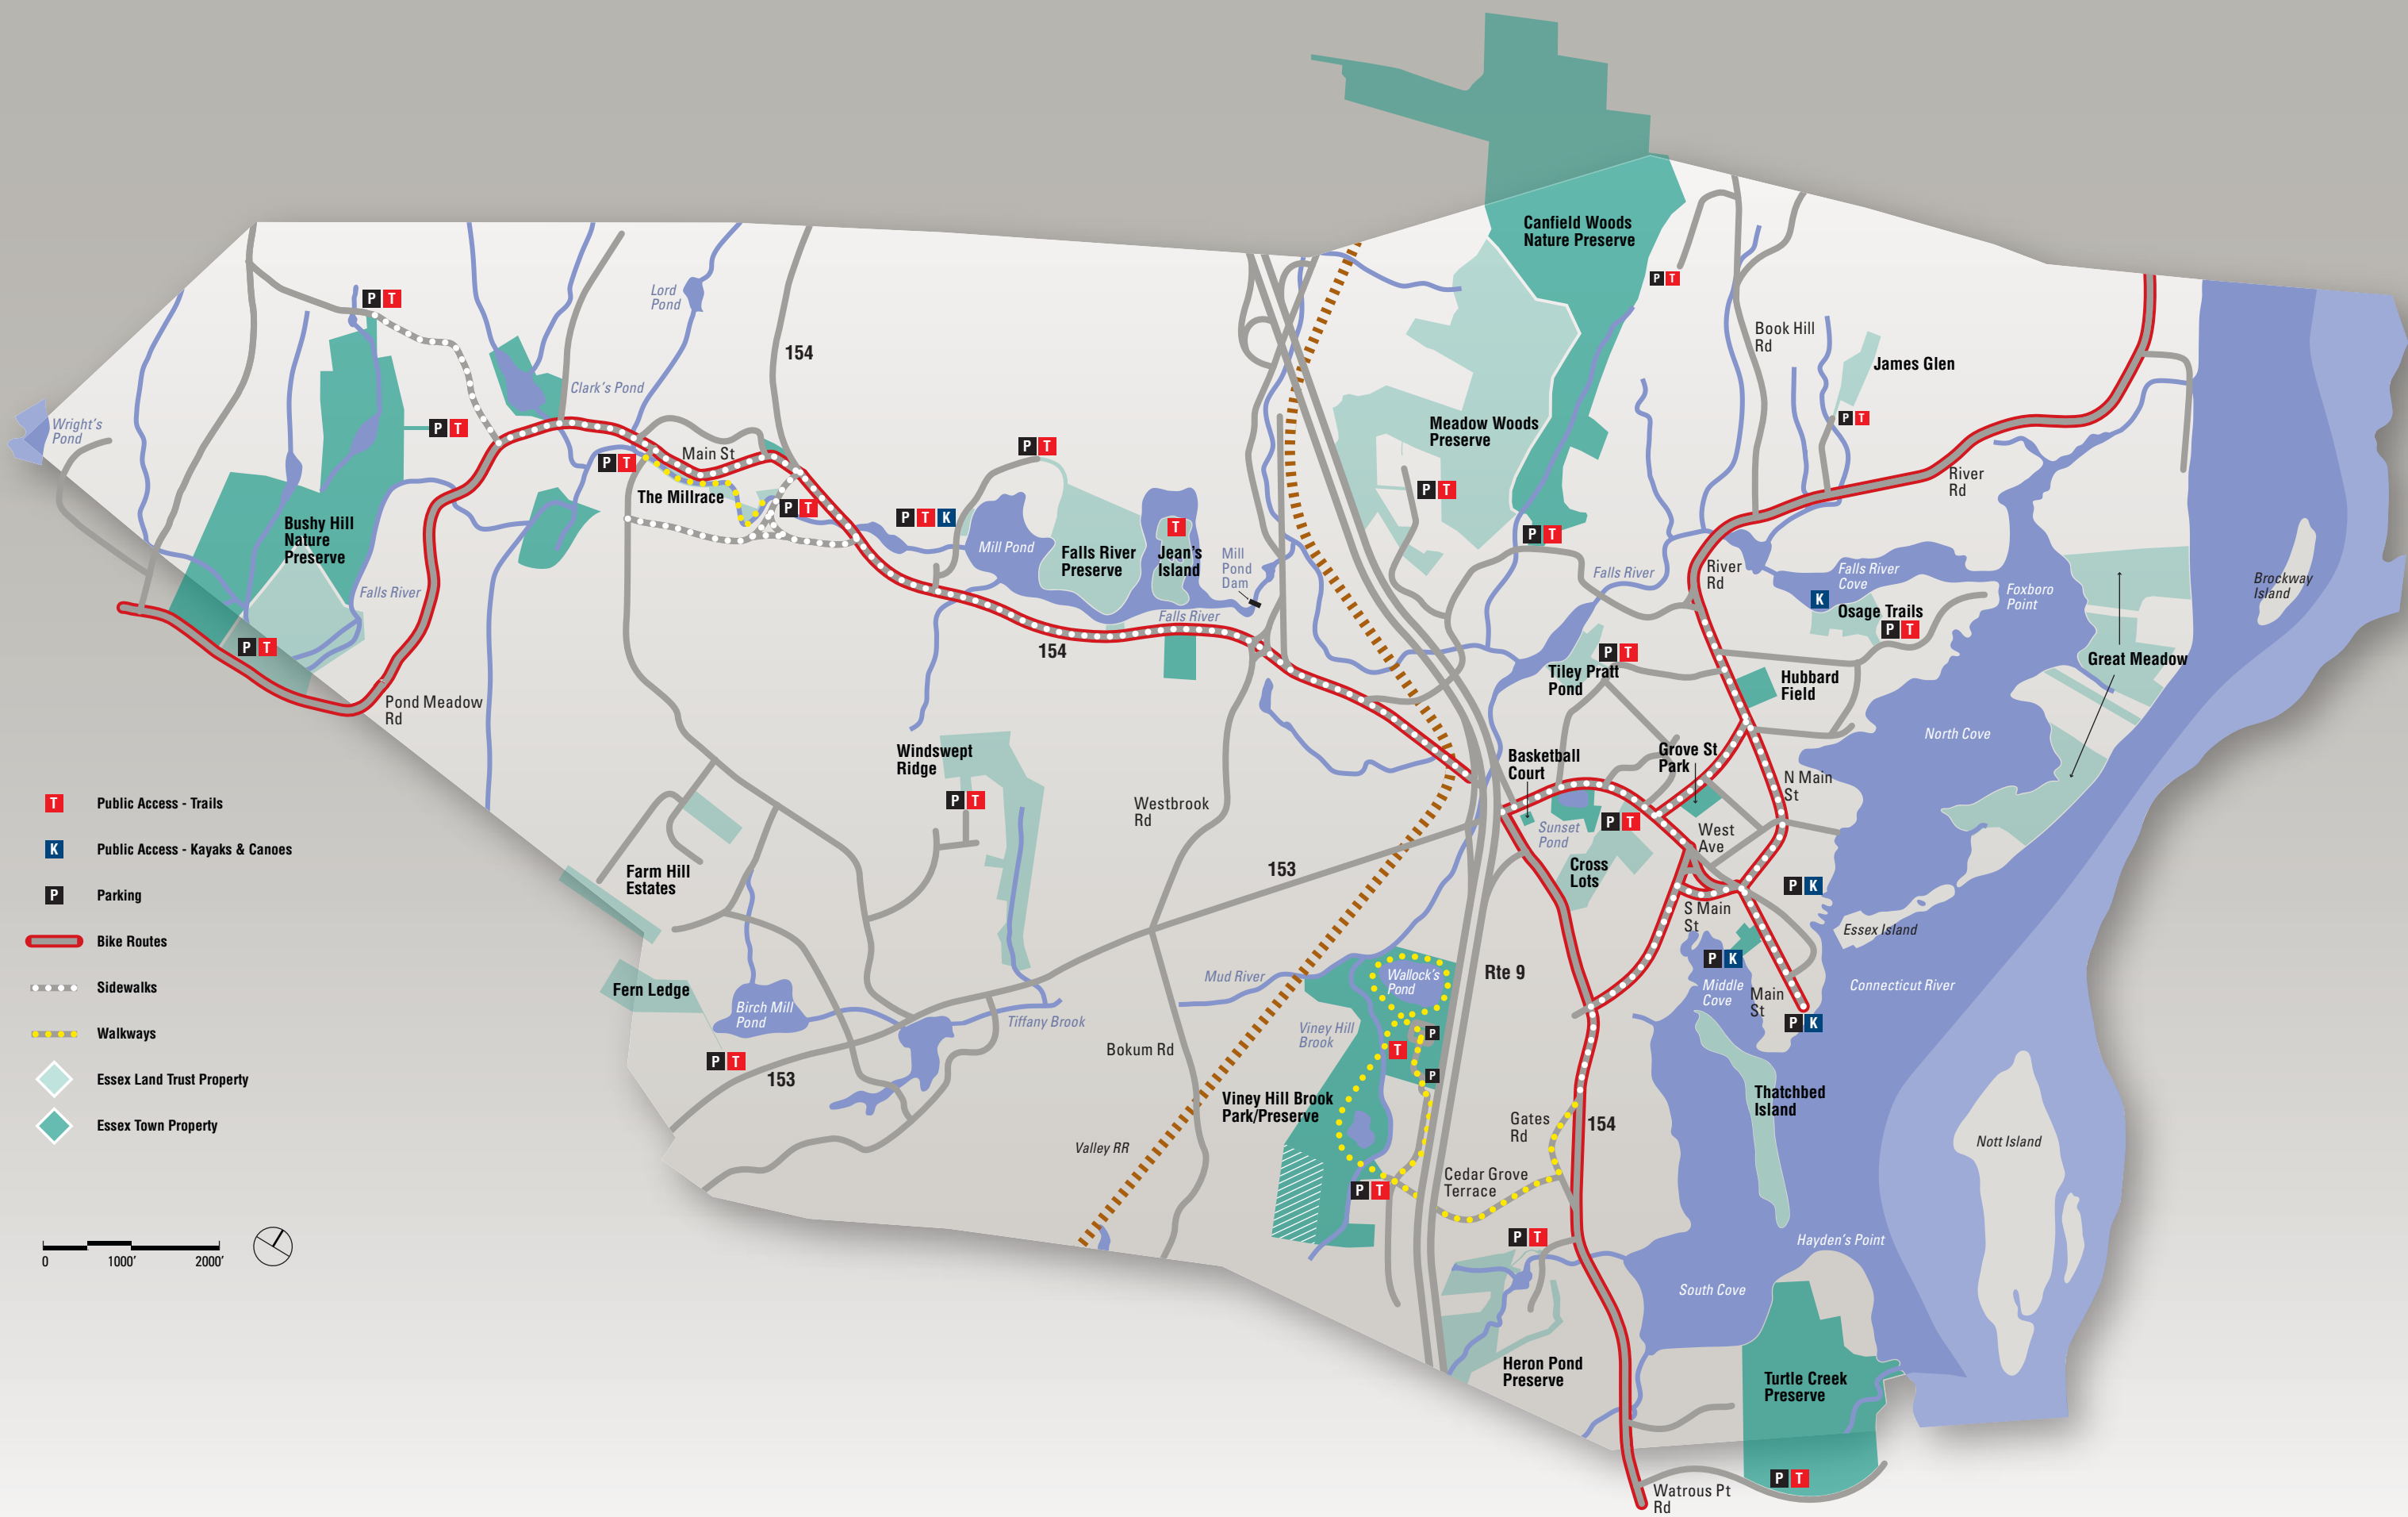 Canfield Woods
Nature Preserve
P T
Book Hill
Rd
James Glen
P T
P T
Lord
Pond
154
Clark's Pond
Wright's
Pond
P T
Main St
P T
The Millrace
P T
P T
P T K
Mill Pond
Falls River
Preserve
T
Jean's
Island
Mill
Pond
Dam
Falls River
154
Meadow Woods
Preserve
P T
P T
River
Rd
Bushy Hill
Nature
Preserve
Falls River
P T
Pond Meadow
Rd
Falls River
River
Rd
Falls River
Cove
K
Osage Trails
P T
Foxboro
Point
Brockway
Island
Great Meadow
P T
Tiley Pratt
Pond
Hubbard
Field
North Cove
Windswept
Ridge
P T
Westbrook
Rd
Basketball
Court
Grove St
Park
N Main
St
Sunset
Pond
P T
West
Ave
Cross
Lots
153
Farm Hill
Estates
P K
S Main
St
Essex Island
P K
Middle
Cove
Main
St
P K
Connecticut River
Rte 9
Fern Ledge
Birch Mill
Pond
P T
153
Tiffany Brook
Mud River
Wallock's
Pond
Viney Hill
Brook
P
T
P
Bokum Rd
Viney Hill Brook
Park/Preserve
Valley RR
P T
Gates
Rd
154
Cedar Grove
Terrace
Thatchbed
Island
Nott Island
Hayden's Point
P T
South Cove
Heron Pond
Preserve
Turtle Creek
Preserve
P T
Watrous Pt
Rd
T Public Access - Trails
K Public Access - Kayaks & Canoes
P Parking
Bike Routes
Sidewalks
Walkways
Essex Land Trust Property
Essex Town Property
0 1000' 2000'